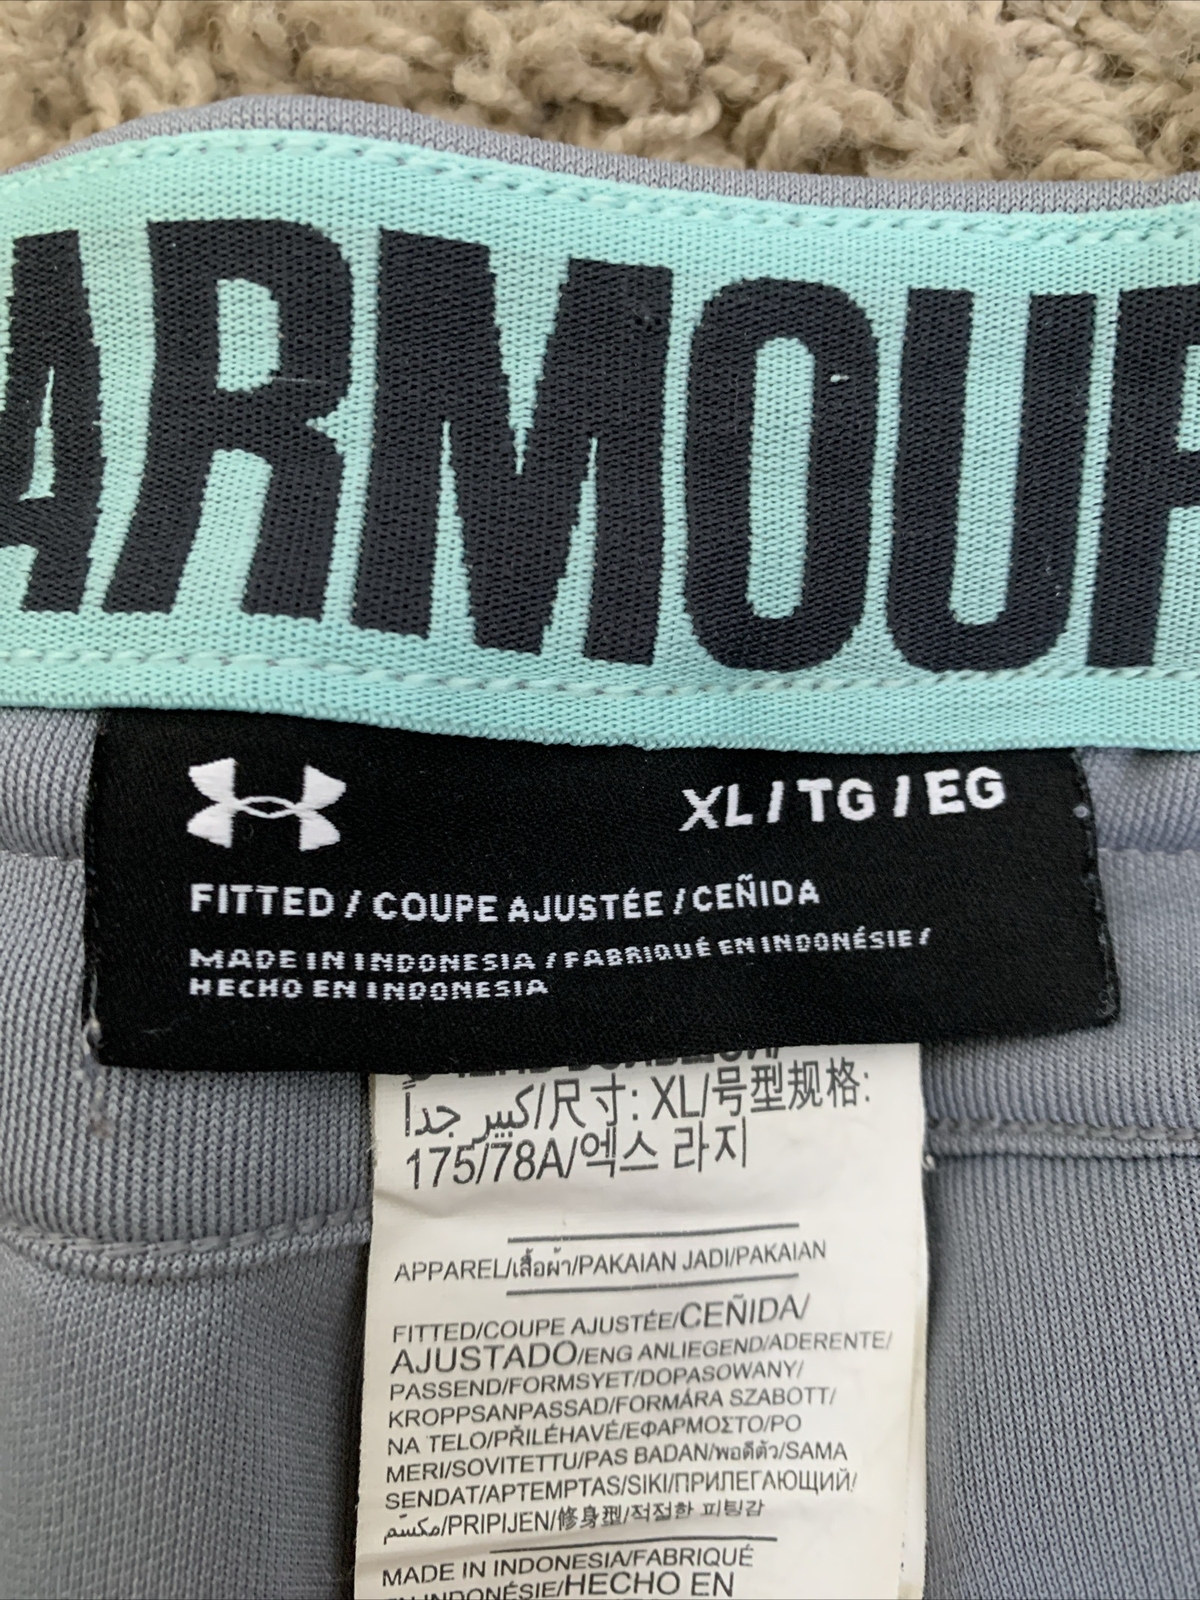 ARMOUR
XL / TG / EG
FITTED / COUPE AJUSTÉE / CEÑIDA
MADE IN INDONESIA / FABRIQUÉ EN INDONÉSIE /
HECHO EN INDONESIA
كبير جداً/尺寸: XL/号型规格:
175/78A/엑스 라지
APPAREL/เสื้อผ้า/PAKAIAN JADI/PAKAIAN
FITTED/COUPE AJUSTÉE/CEÑIDA/
AJUSTADO/ENG ANLIEGEND/ADERENTE/
PASSEND/FORMSYET/DOPASOWANY/
KROPPSANPASSAD/FORMÁRA SZABOTT/
NA TELO/PŘILÉHAVÉ/ΕΦΑΡΜΟΣΤΟ/PO
MERI/SOVITETTU/PAS BADAN/พอดีตัว/SAMA
SENDAT/APTEMPTAS/SIKI/ПРИЛЕГАЮЩИЙ/
مكسّم/PRIPIJEN/修身型/적절한 피팅감
MADE IN INDONESIA/FABRIQUÉ
EN INDONÉSIE/HECHO EN